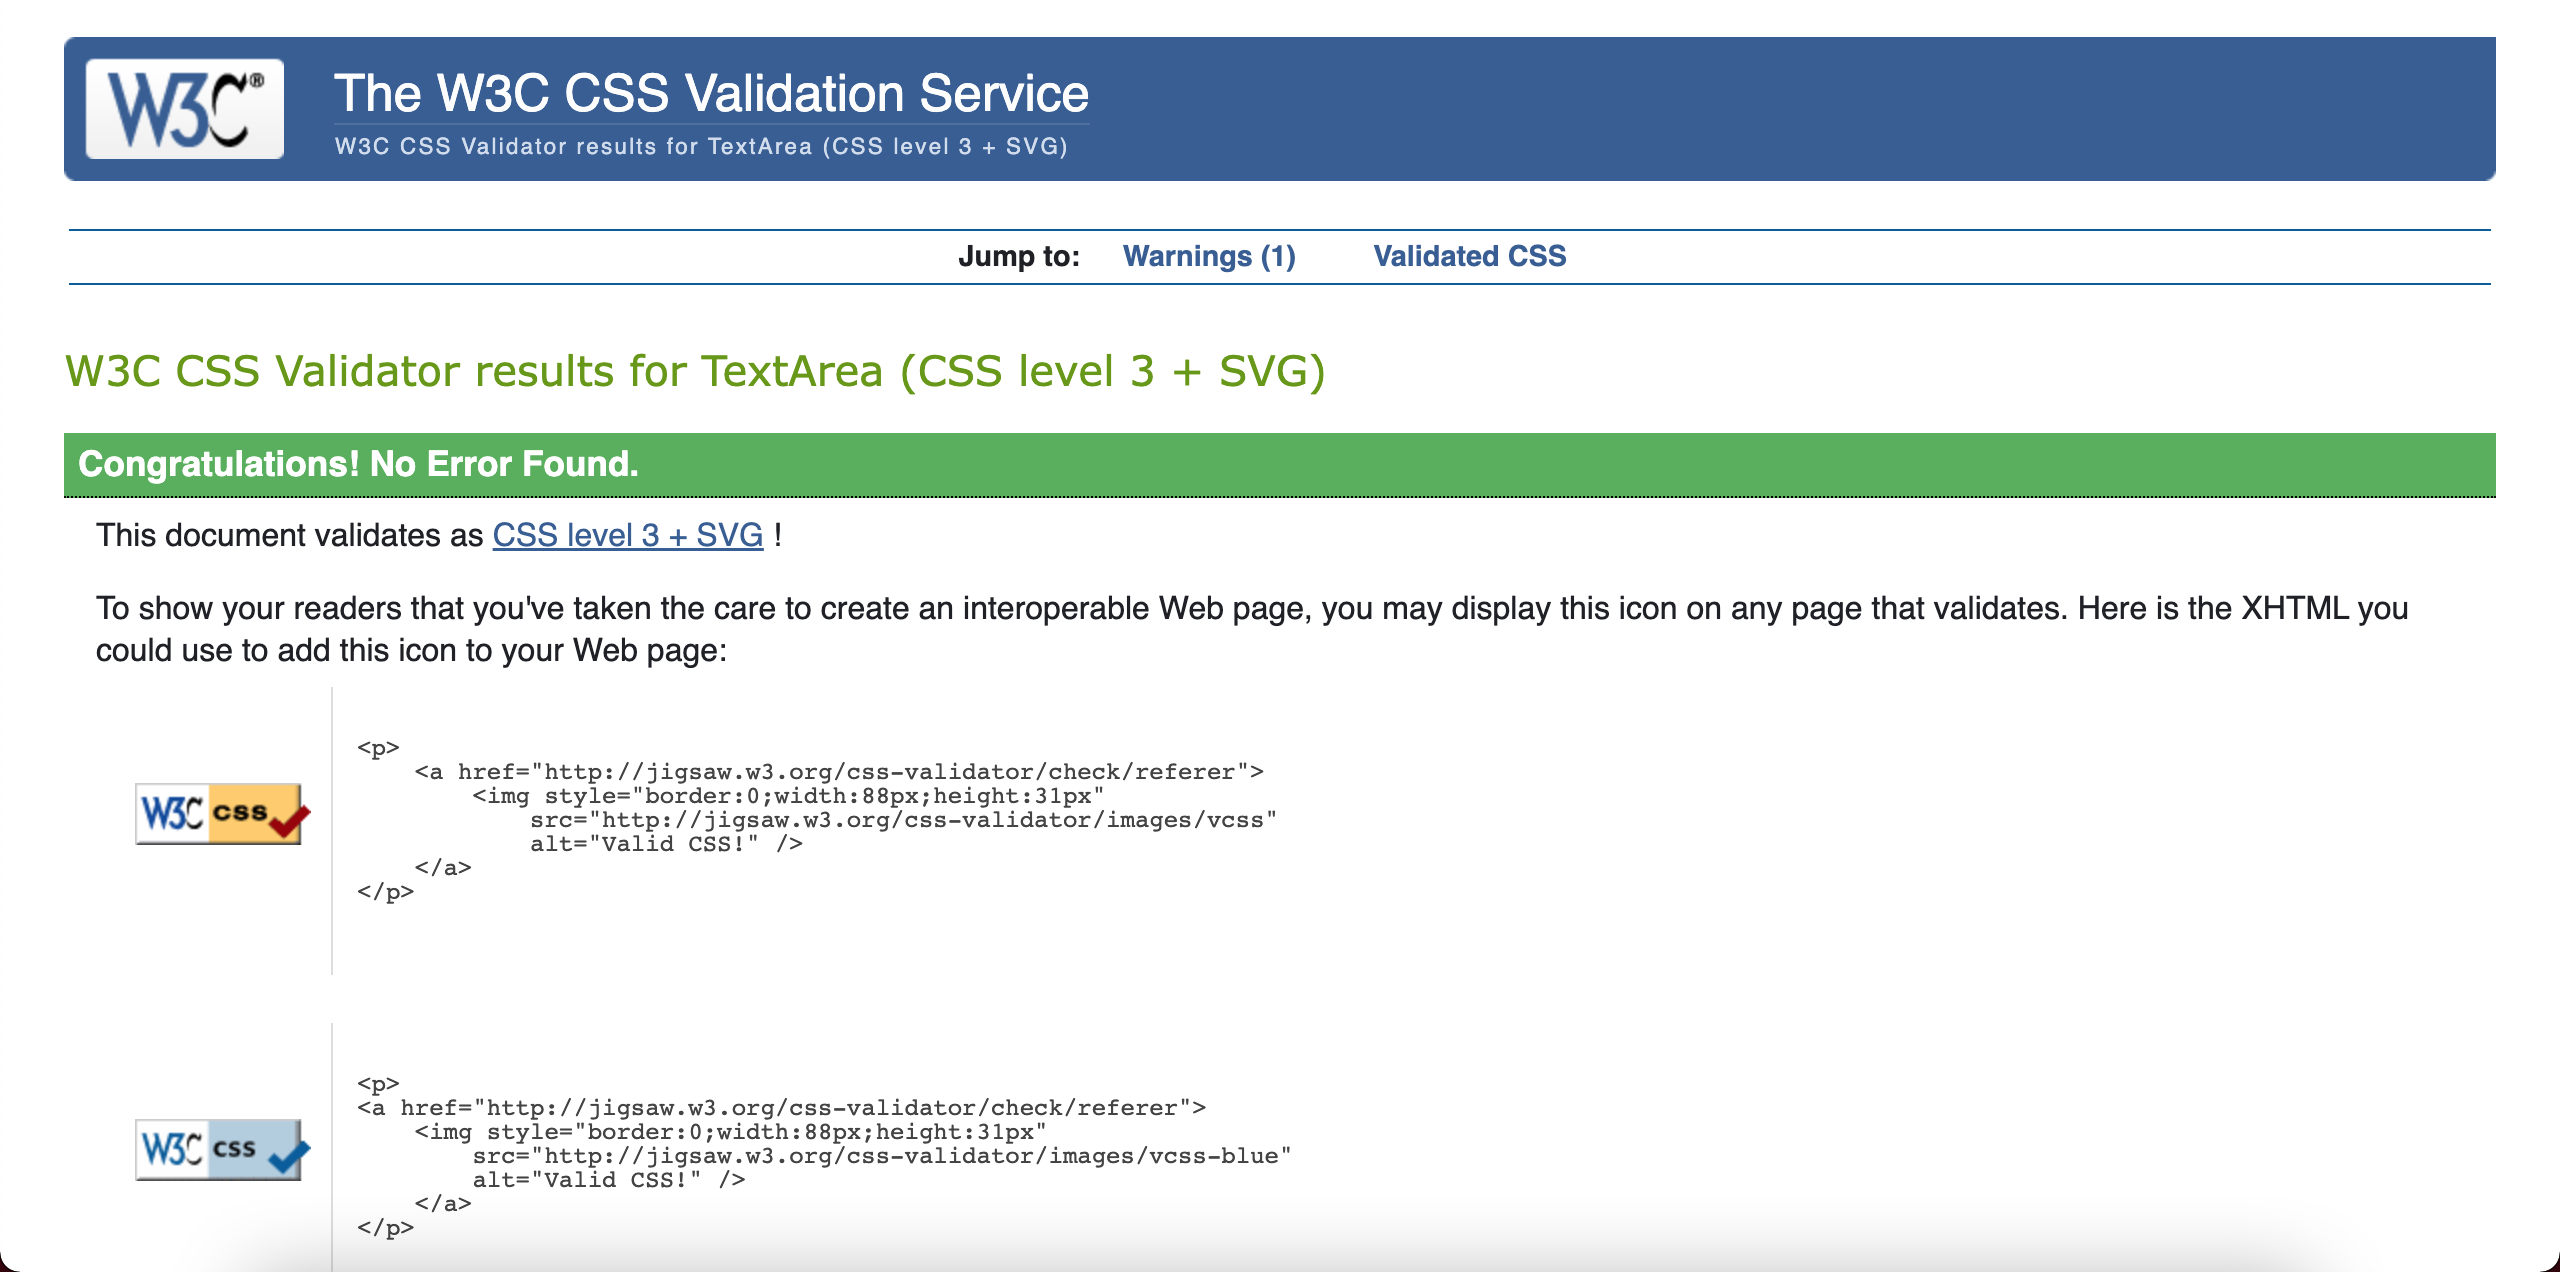 W3C®
The W3C CSS Validation Service
W3C CSS Validator results for TextArea (CSS level 3 + SVG)
Jump to: Warnings (1) Validated CSS
W3C CSS Validator results for TextArea (CSS level 3 + SVG)
Congratulations! No Error Found.
This document validates as CSS level 3 + SVG !
To show your readers that you've taken the care to create an interoperable Web page, you may display this icon on any page that validates. Here is the XHTML you
could use to add this icon to your Web page:
W3C css
<p>
    <a href="http://jigsaw.w3.org/css-validator/check/referer">
        <img style="border:0;width:88px;height:31px"
            src="http://jigsaw.w3.org/css-validator/images/vcss"
            alt="Valid CSS!" />
    </a>
</p>
W3C css
<p>
<a href="http://jigsaw.w3.org/css-validator/check/referer">
    <img style="border:0;width:88px;height:31px"
        src="http://jigsaw.w3.org/css-validator/images/vcss-blue"
        alt="Valid CSS!" />
    </a>
</p>